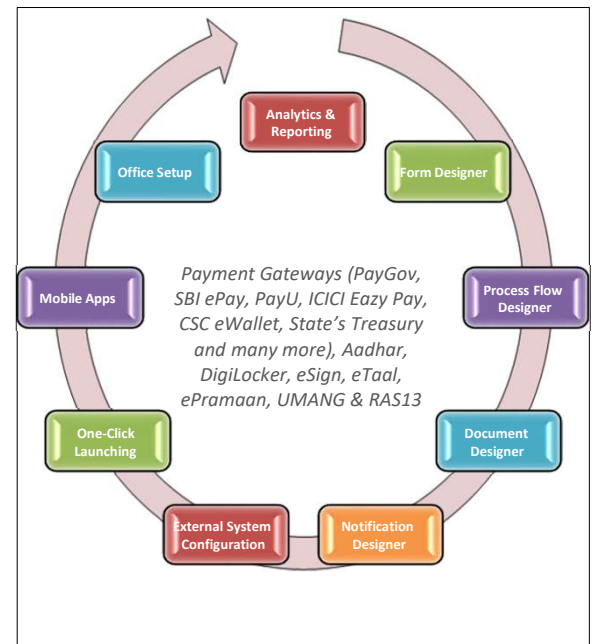 Analytics &
Reporting
Form Designer
Process Flow
Designer
Document
Designer
Notification
Designer
External System
Configuration
One-Click
Launching
Mobile Apps
Office Setup
Payment Gateways (PayGov,
SBI ePay, PayU, ICICI Eazy Pay,
CSC eWallet, State’s Treasury
and many more), Aadhar,
DigiLocker, eSign, eTaal,
ePramaan, UMANG & RAS13